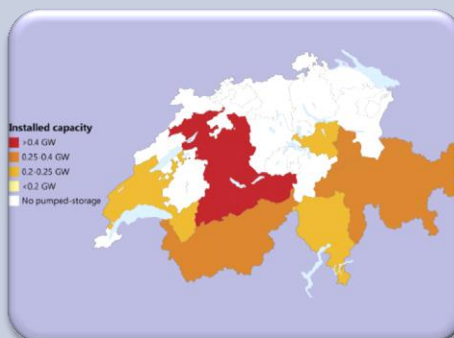 Installed capacity
>0.4 GW
0.25-0.4 GW
0.2-0.25 GW
<0.2 GW
No pumped-storage